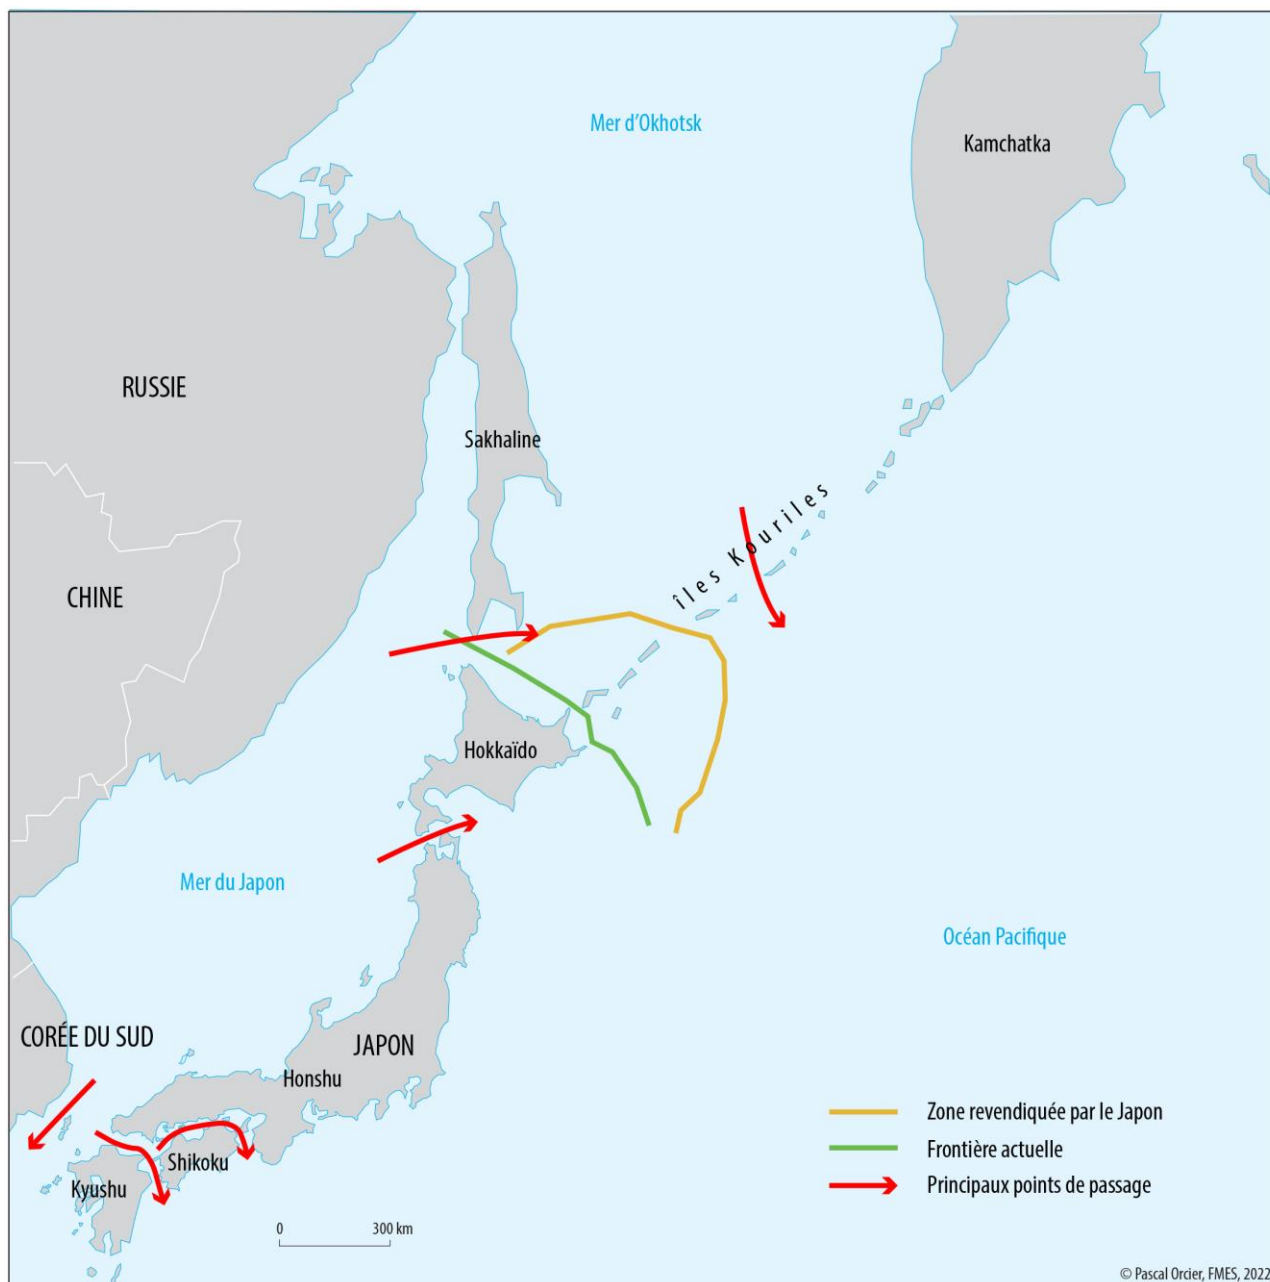 Mer d'Okhotsk
Kamchatka
RUSSIE
Sakhaline
îles Kouriles
CHINE
Hokkaïdo
Mer du Japon
Océan Pacifique
CORÉE DU SUD
JAPON
Honshu
Shikoku
Kyushu
Zone revendiquée par le Japon
Frontière actuelle
Principaux points de passage
0 300 km
© Pascal Orcier, FMES, 2022